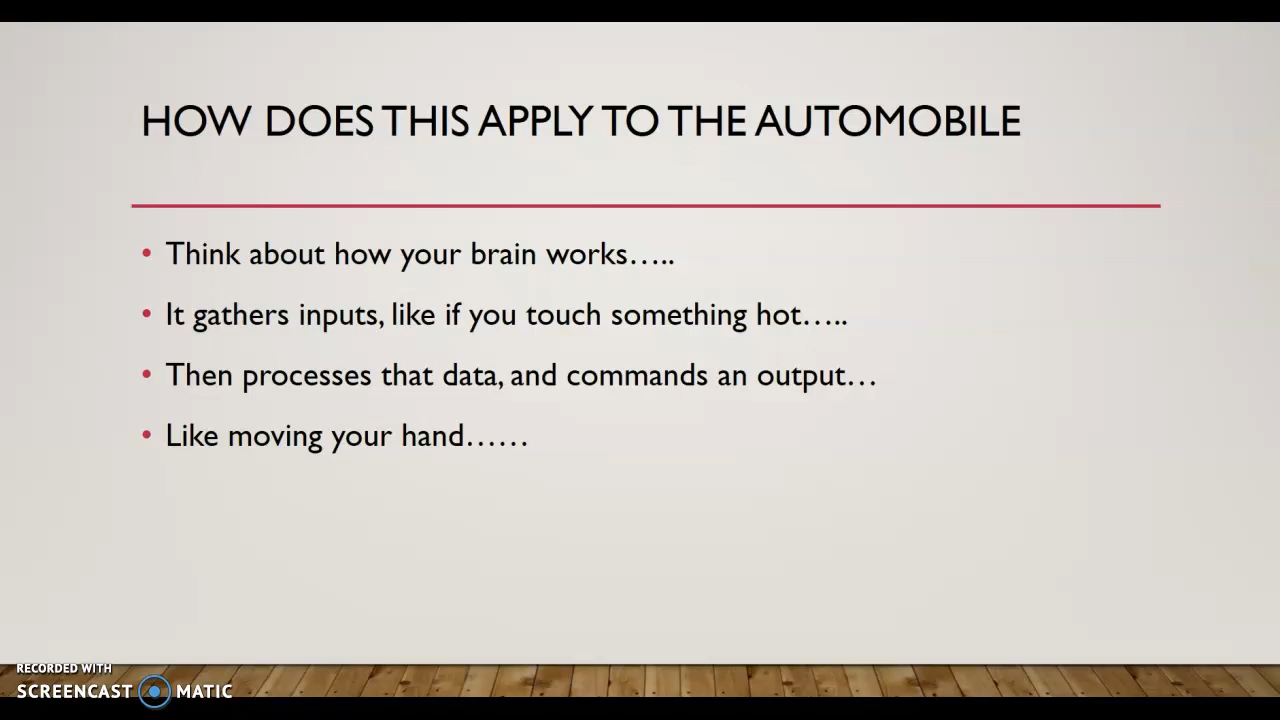 HOW DOES THIS APPLY TO THE AUTOMOBILE
• Think about how your brain works…..
• It gathers inputs, like if you touch something hot…..
• Then processes that data, and commands an output…
• Like moving your hand……
RECORDED WITH
SCREENCAST MATIC